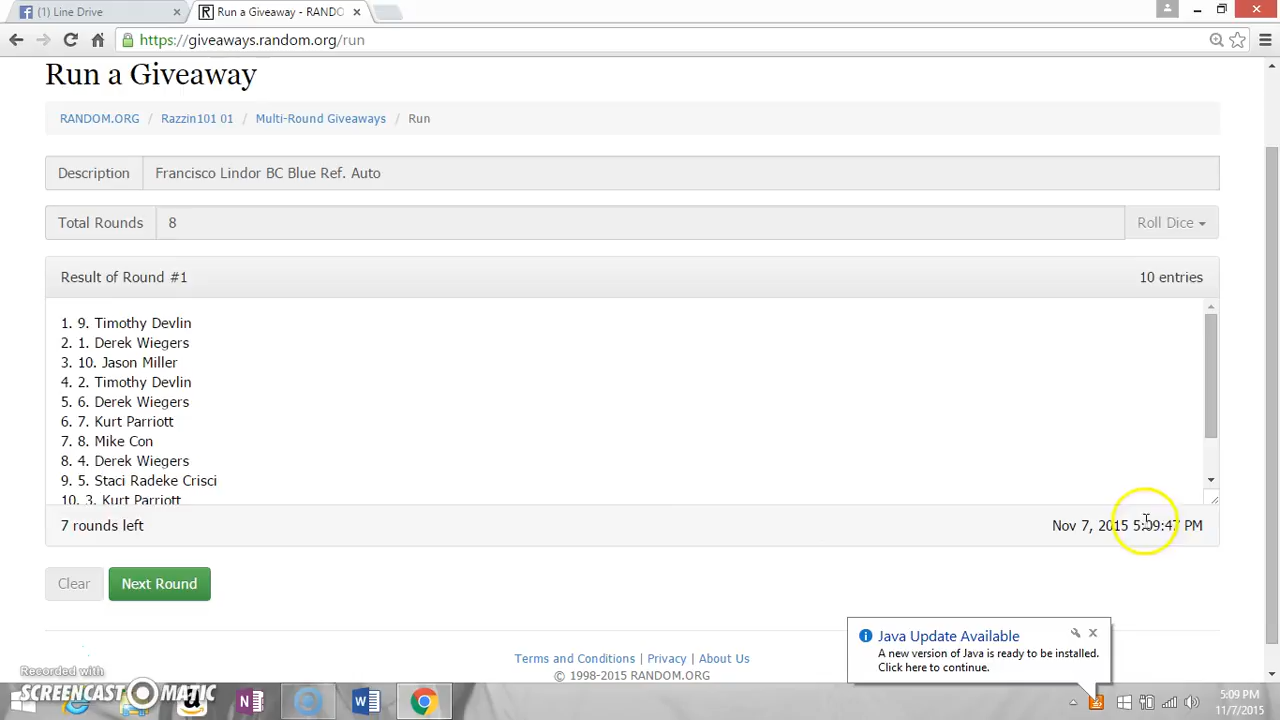 (1) Line Drive
Run a Giveaway - RANDO
https://giveaways.random.org/run
Run a Giveaway
RANDOM.ORG / Razzin101 01 / Multi-Round Giveaways / Run
Description Francisco Lindor BC Blue Ref. Auto
Total Rounds 8 Roll Dice
Result of Round #1 10 entries
1. 9. Timothy Devlin
2. 1. Derek Wiegers
3. 10. Jason Miller
4. 2. Timothy Devlin
5. 6. Derek Wiegers
6. 7. Kurt Parriott
7. 8. Mike Con
8. 4. Derek Wiegers
9. 5. Staci Radeke Crisci
10. 3. Kurt Parriott
7 rounds left Nov 7, 2015 5:09:47 PM
Clear Next Round
Java Update Available
A new version of Java is ready to be installed.
Click here to continue.
Terms and Conditions | Privacy | About Us
© 1998-2015 RANDOM.ORG
Recorded with
SCREENCAST-O-MATIC
5:09 PM
11/7/2015